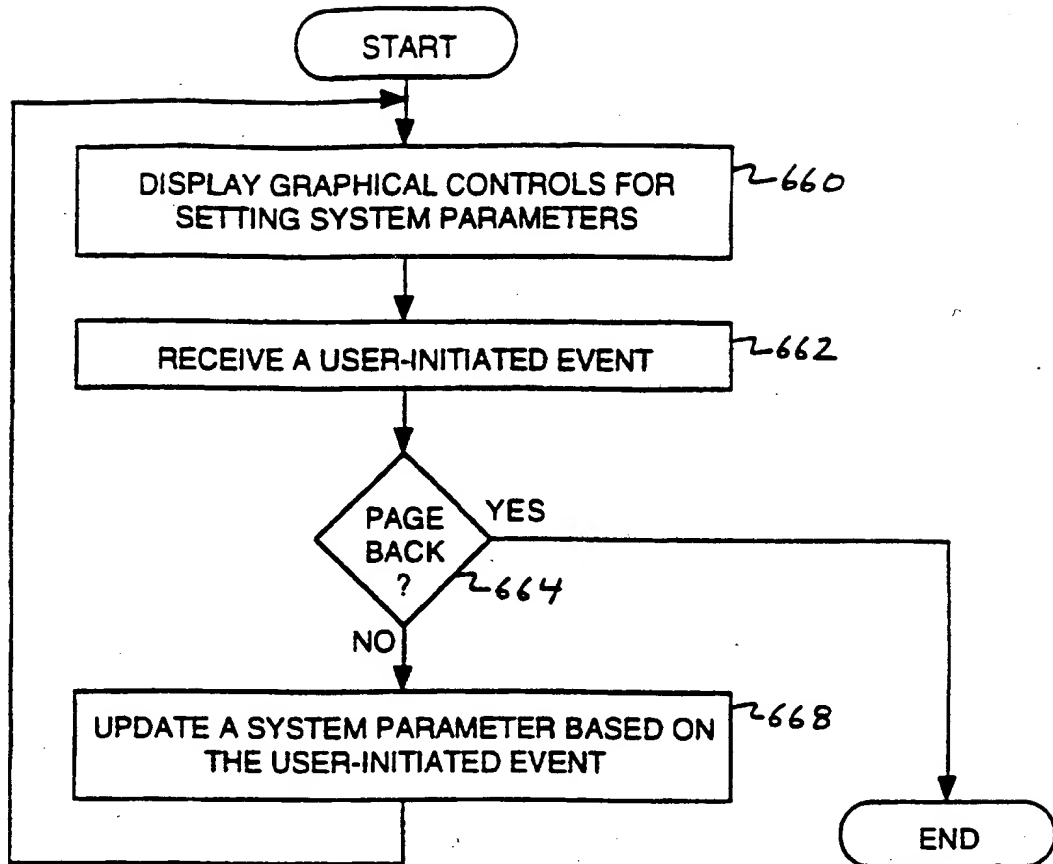 START
DISPLAY GRAPHICAL CONTROLS FOR
SETTING SYSTEM PARAMETERS
660
RECEIVE A USER-INITIATED EVENT
662
PAGE
BACK
?
YES
664
NO
UPDATE A SYSTEM PARAMETER BASED ON
THE USER-INITIATED EVENT
668
END